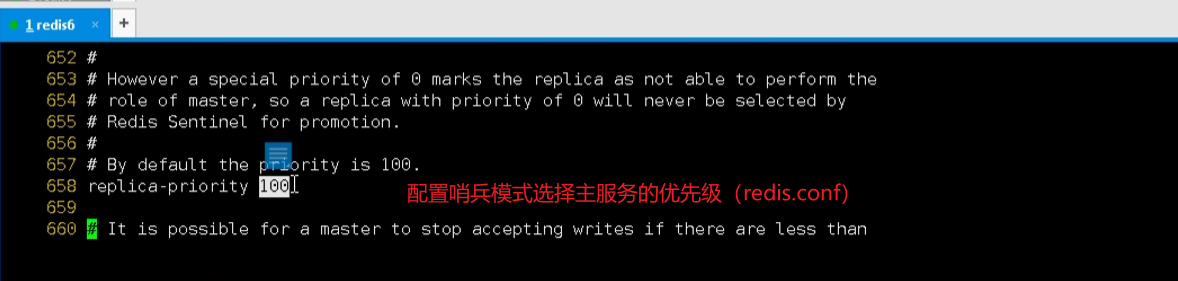 1 redis6 × +
652 #
653 # However a special priority of 0 marks the replica as not able to perform the
654 # role of master, so a replica with priority of 0 will never be selected by
655 # Redis Sentinel for promotion.
656 #
657 # By default the priority is 100.
658 replica-priority 100
配置哨兵模式选择主服务的优先级（redis.conf）
659
660 # It is possible for a master to stop accepting writes if there are less than